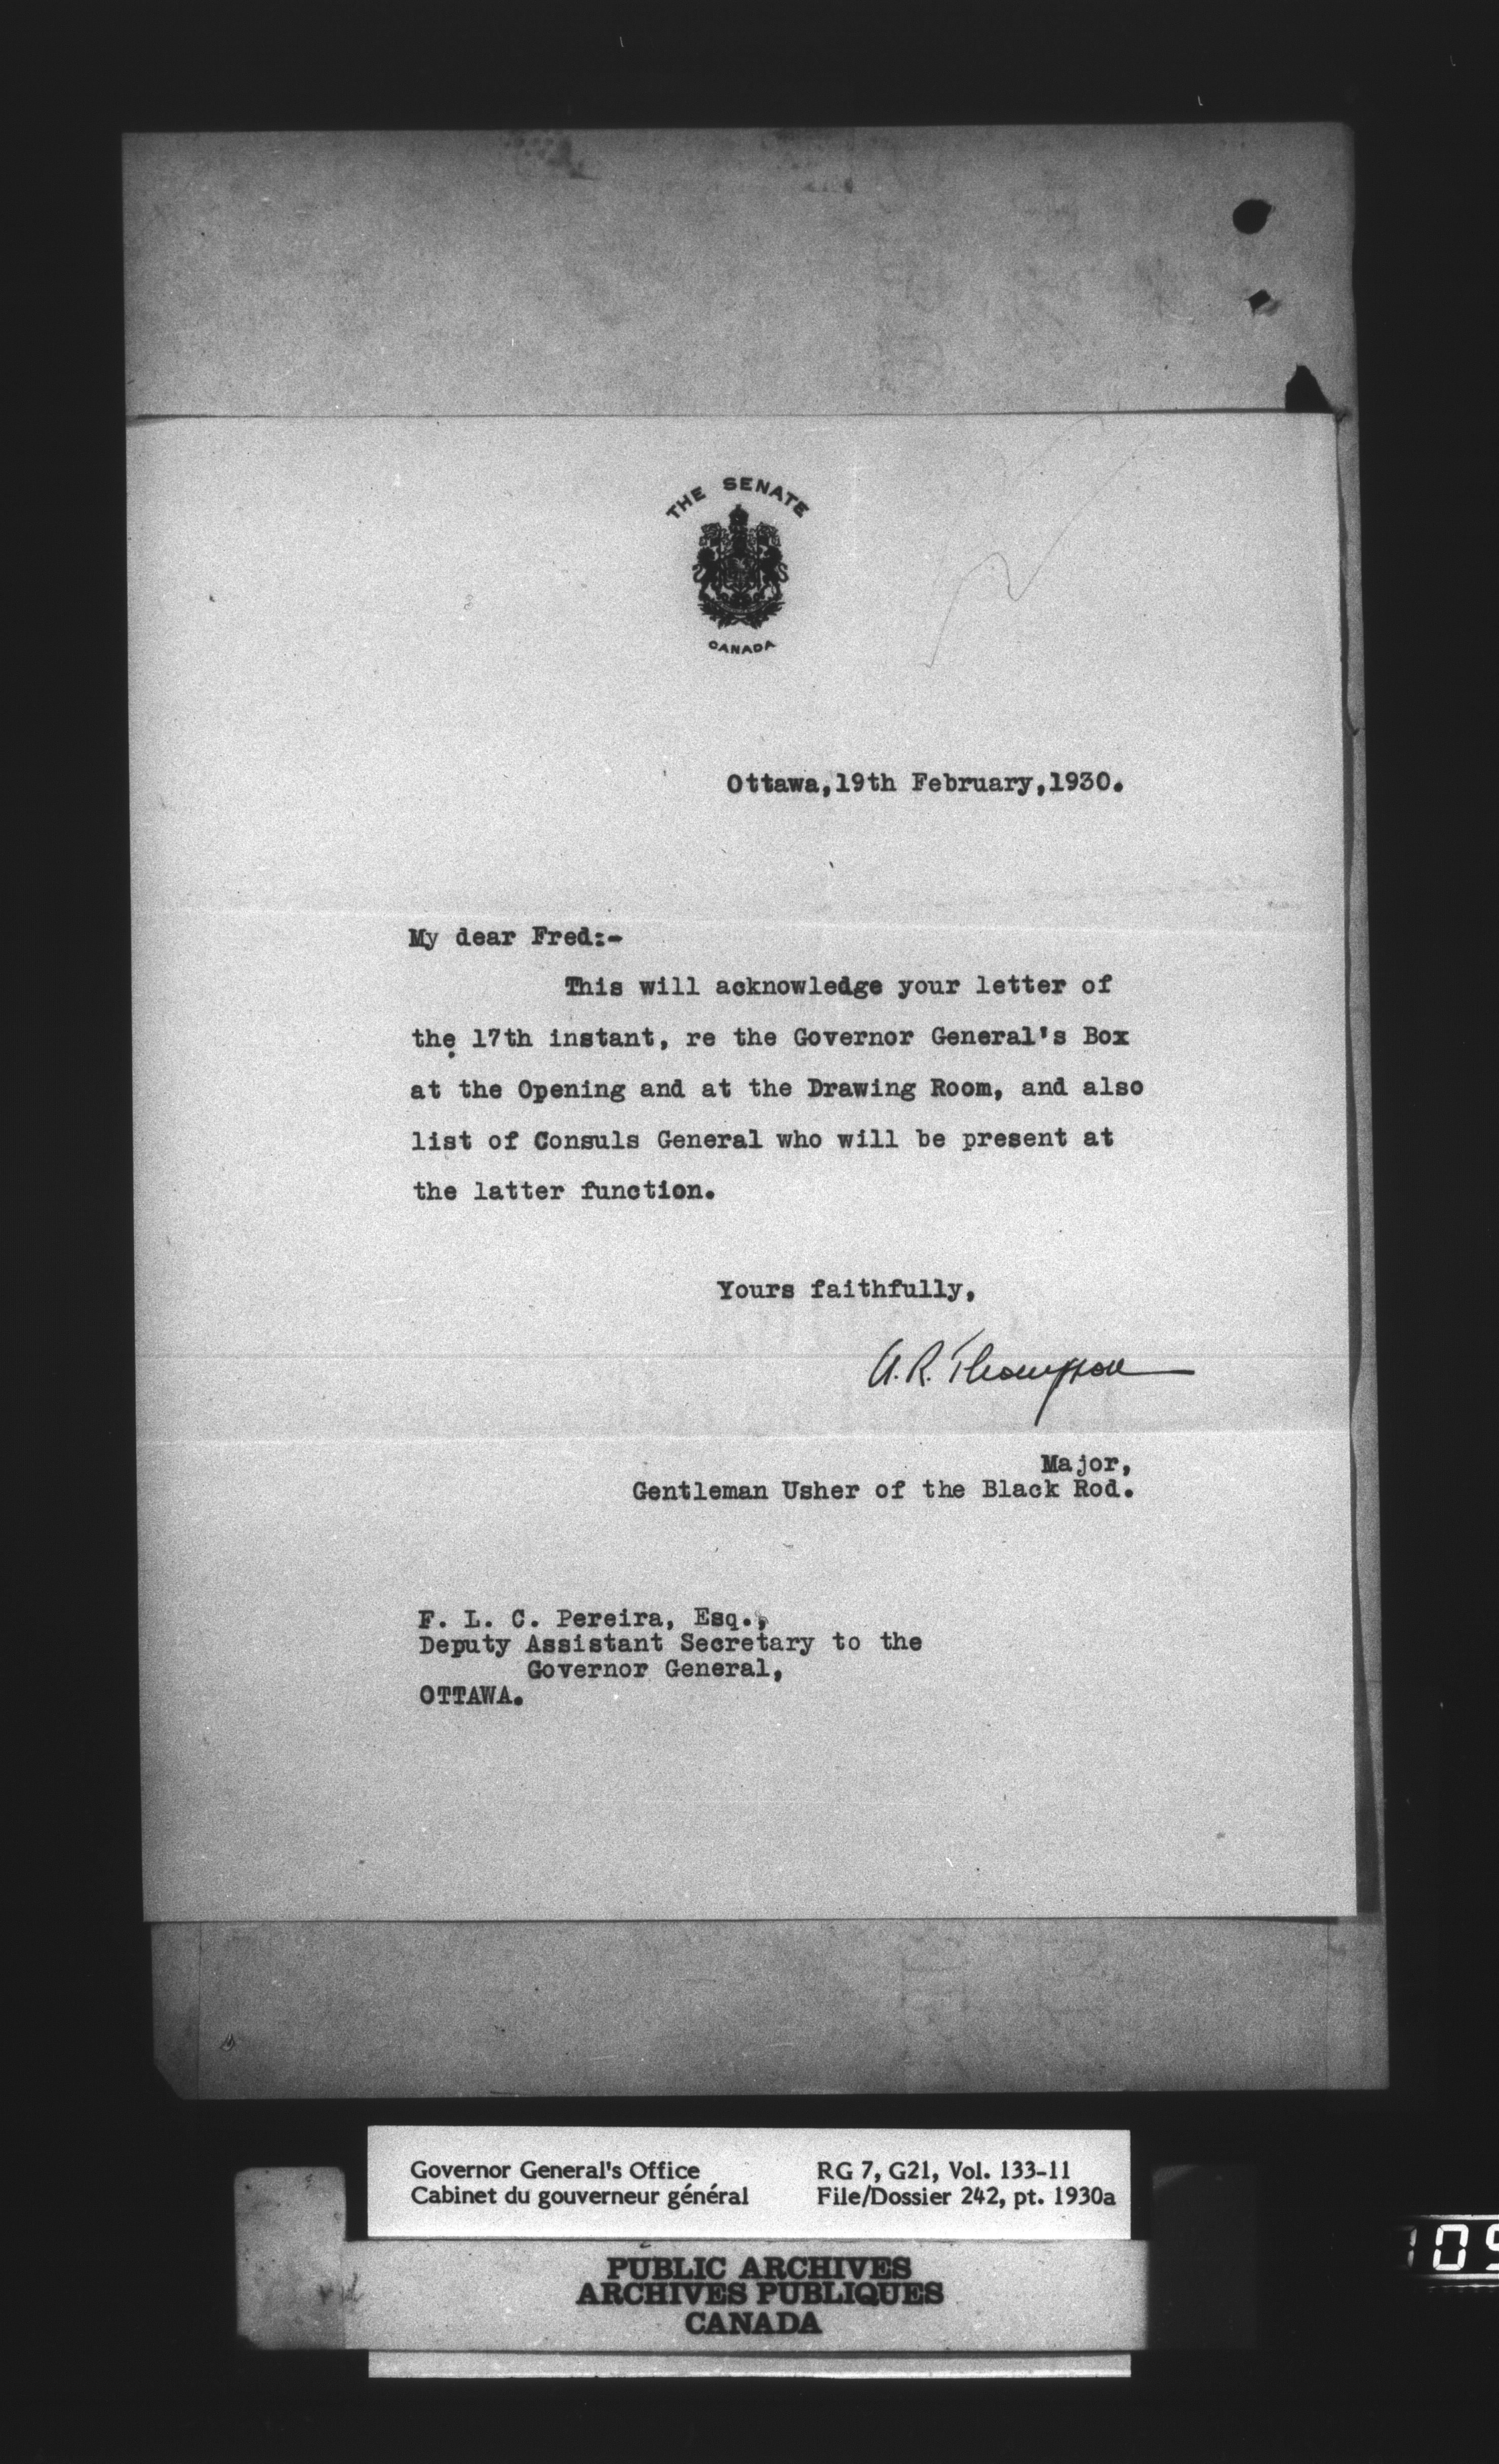 THE SENATE
CANADA
Ottawa,19th February,1930.
My dear Fred:-
This will acknowledge your letter of
the 17th instant, re the Governor General's Box
at the Opening and at the Drawing Room, and also
list of Consuls General who will be present at
the latter function.
Yours faithfully,
A.R. Thompson
Major,
Gentleman Usher of the Black Rod.
F. L. C. Pereira, Esq.,
Deputy Assistant Secretary to the
Governor General,
OTTAWA.
Governor General's Office RG 7, G21, Vol. 133-11
Cabinet du gouverneur général File/Dossier 242, pt. 1930a
PUBLIC ARCHIVES
ARCHIVES PUBLIQUES
CANADA